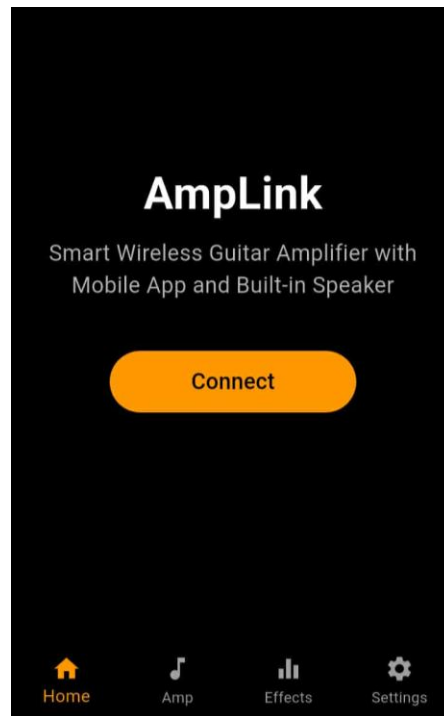 AmpLink
Smart Wireless Guitar Amplifier with
Mobile App and Built-in Speaker
Connect
Home
Amp
Effects
Settings